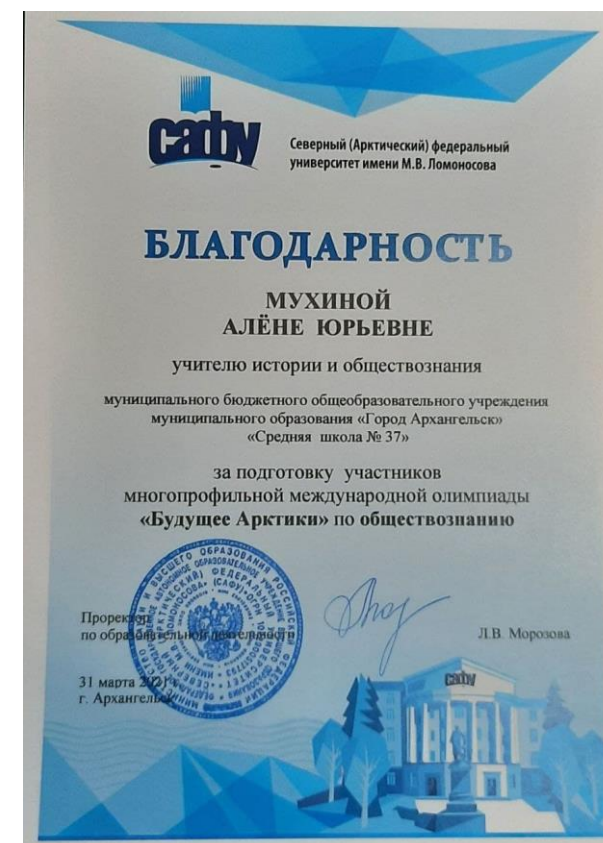 сафу
Северный (Арктический) федеральный
университет имени М.В. Ломоносова
БЛАГОДАРНОСТЬ
МУХИНОЙ
АЛЁНЕ ЮРЬЕВНЕ
учителю истории и обществознания
муниципального бюджетного общеобразовательного учреждения
муниципального образования «Город Архангельск»
«Средняя школа № 37»
за подготовку участников
многопрофильной международной олимпиады
«Будущее Арктики» по обществознанию
Проректор
по образовательной деятельности
Л.В. Морозова
31 марта 2021 г.
г. Архангельск
сафу